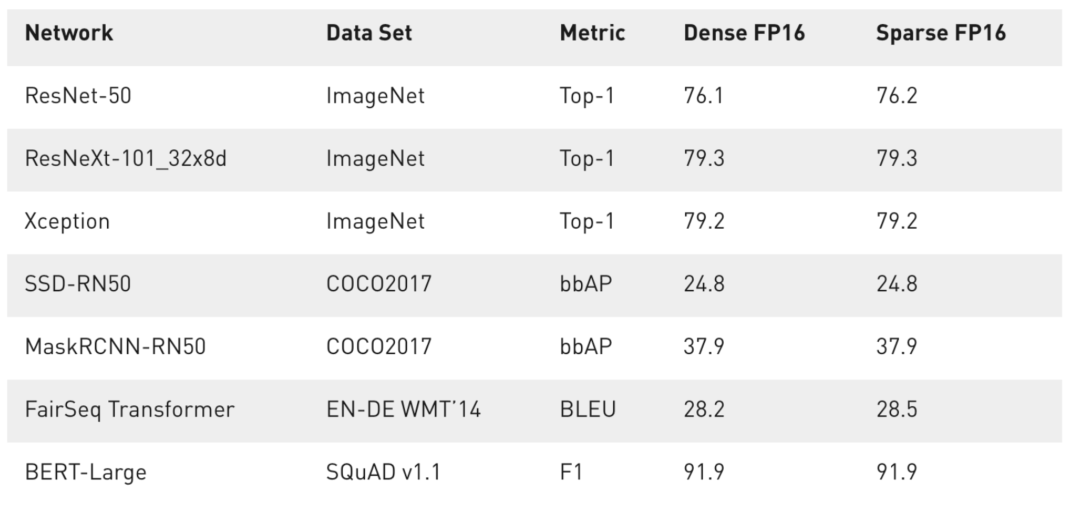 Network Data Set Metric Dense FP16 Sparse FP16
ResNet-50 ImageNet Top-1 76.1 76.2
ResNeXt-101_32x8d ImageNet Top-1 79.3 79.3
Xception ImageNet Top-1 79.2 79.2
SSD-RN50 COCO2017 bbAP 24.8 24.8
MaskRCNN-RN50 COCO2017 bbAP 37.9 37.9
FairSeq Transformer EN-DE WMT’14 BLEU 28.2 28.5
BERT-Large SQuAD v1.1 F1 91.9 91.9